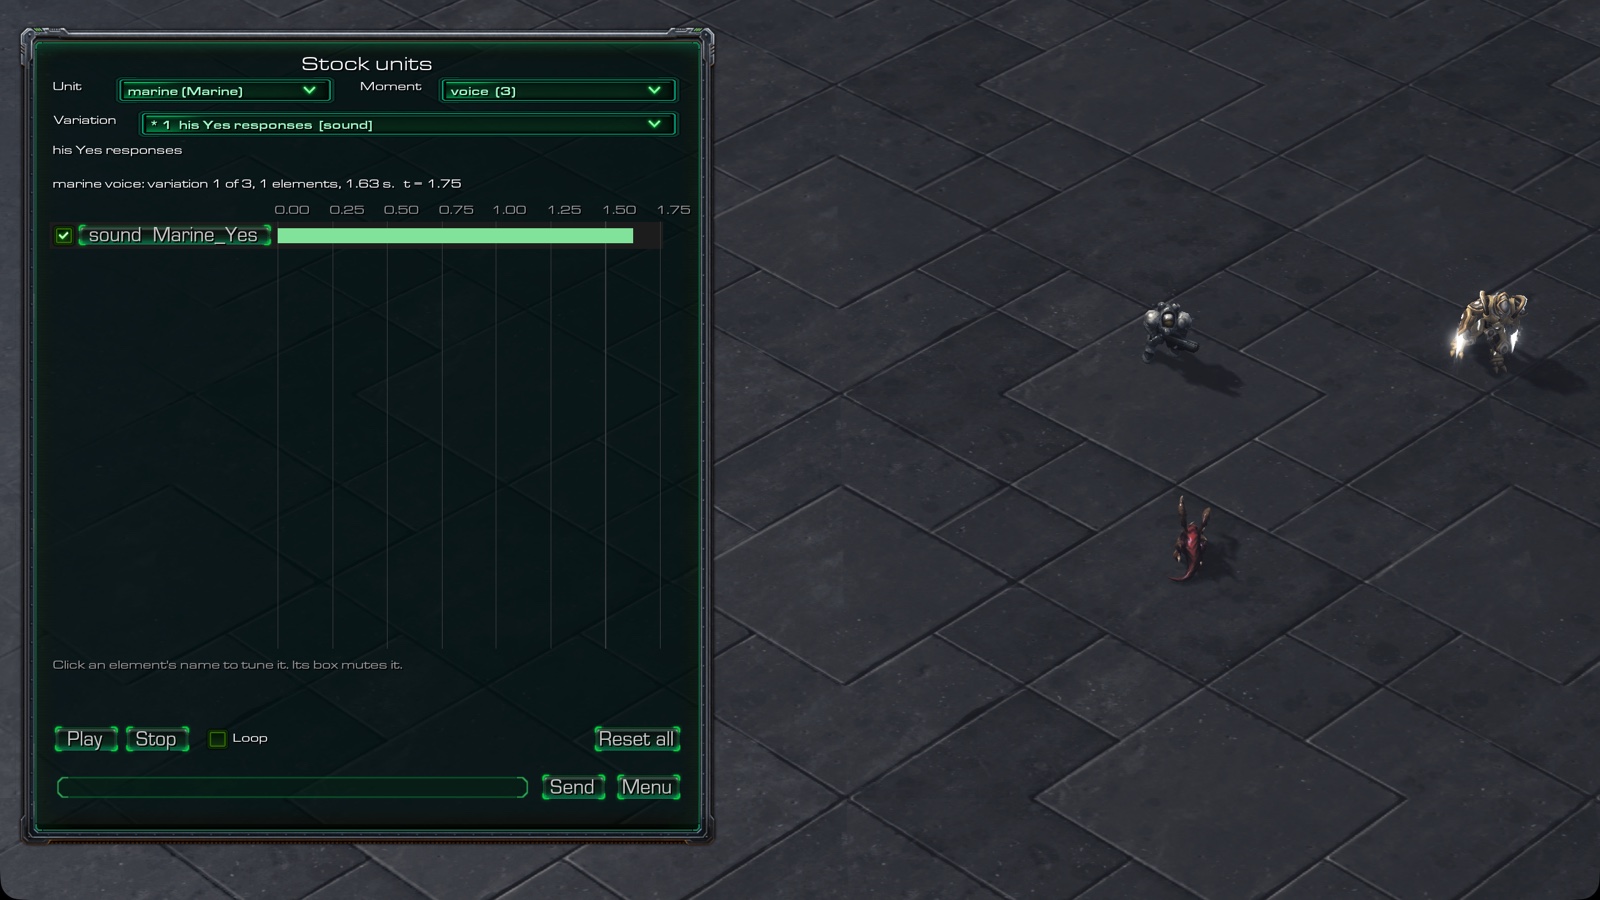 Stock units
Unit marine (Marine) Moment voice (3)
Variation * 1 his Yes responses [sound]
his Yes responses
marine voice: variation 1 of 3, 1 elements, 1.63 s. t = 1.75
0.00 0.25 0.50 0.75 1.00 1.25 1.50 1.75
sound Marine_Yes
Click an element's name to tune it. Its box mutes it.
Play Stop Loop Reset all
Send Menu